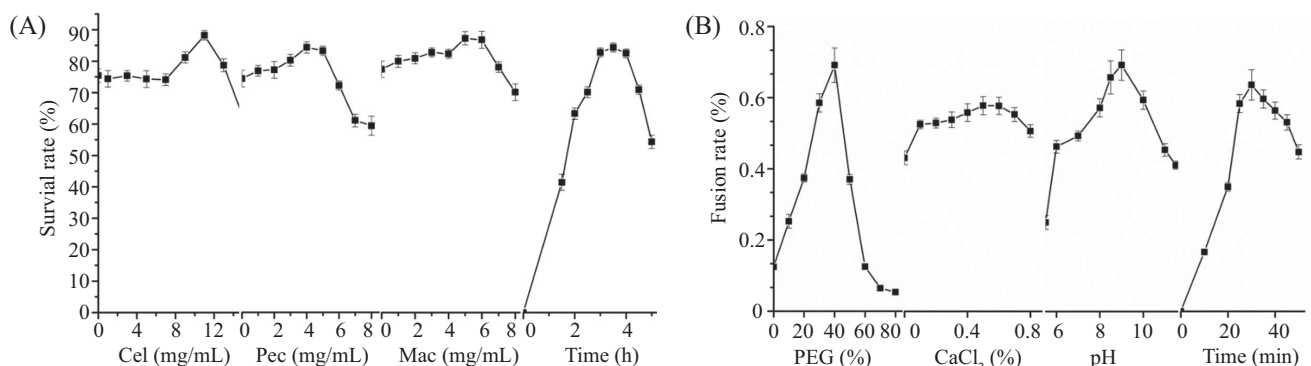 (A)
Survial rate (%)
90
80
70
60
50
40
30
20
10
0
0 4 8 12
0 2 4 6 8
0 2 4 6 8
0 2 4
Cel (mg/mL) Pec (mg/mL) Mac (mg/mL) Time (h)
(B)
Fusion rate (%)
0.8
0.6
0.4
0.2
0
0 20 40 60 80
0 0.4 0.8
6 8 10
0 20 40
PEG (%) CaCl₂ (%) pH Time (min)